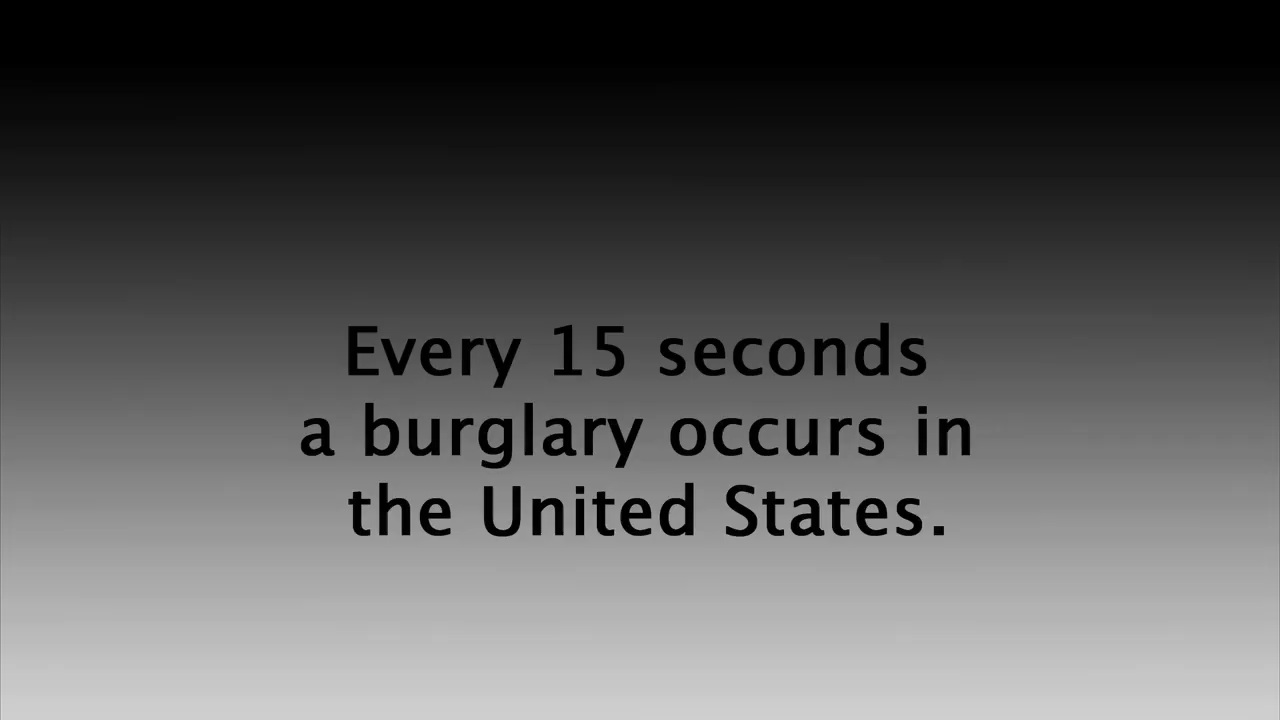 Every 15 seconds
a burglary occurs in
the United States.